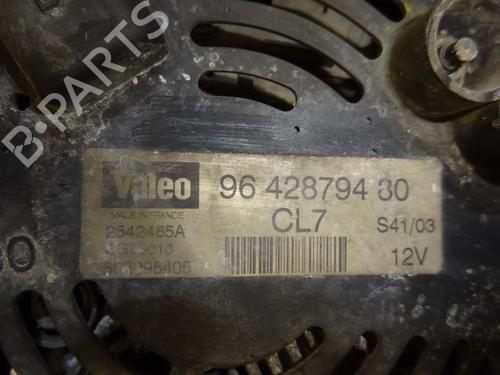 B-PARTS
Valeo
96 428794 80
MADE IN FRANCE
CL7
S41/03
2542485A
12V